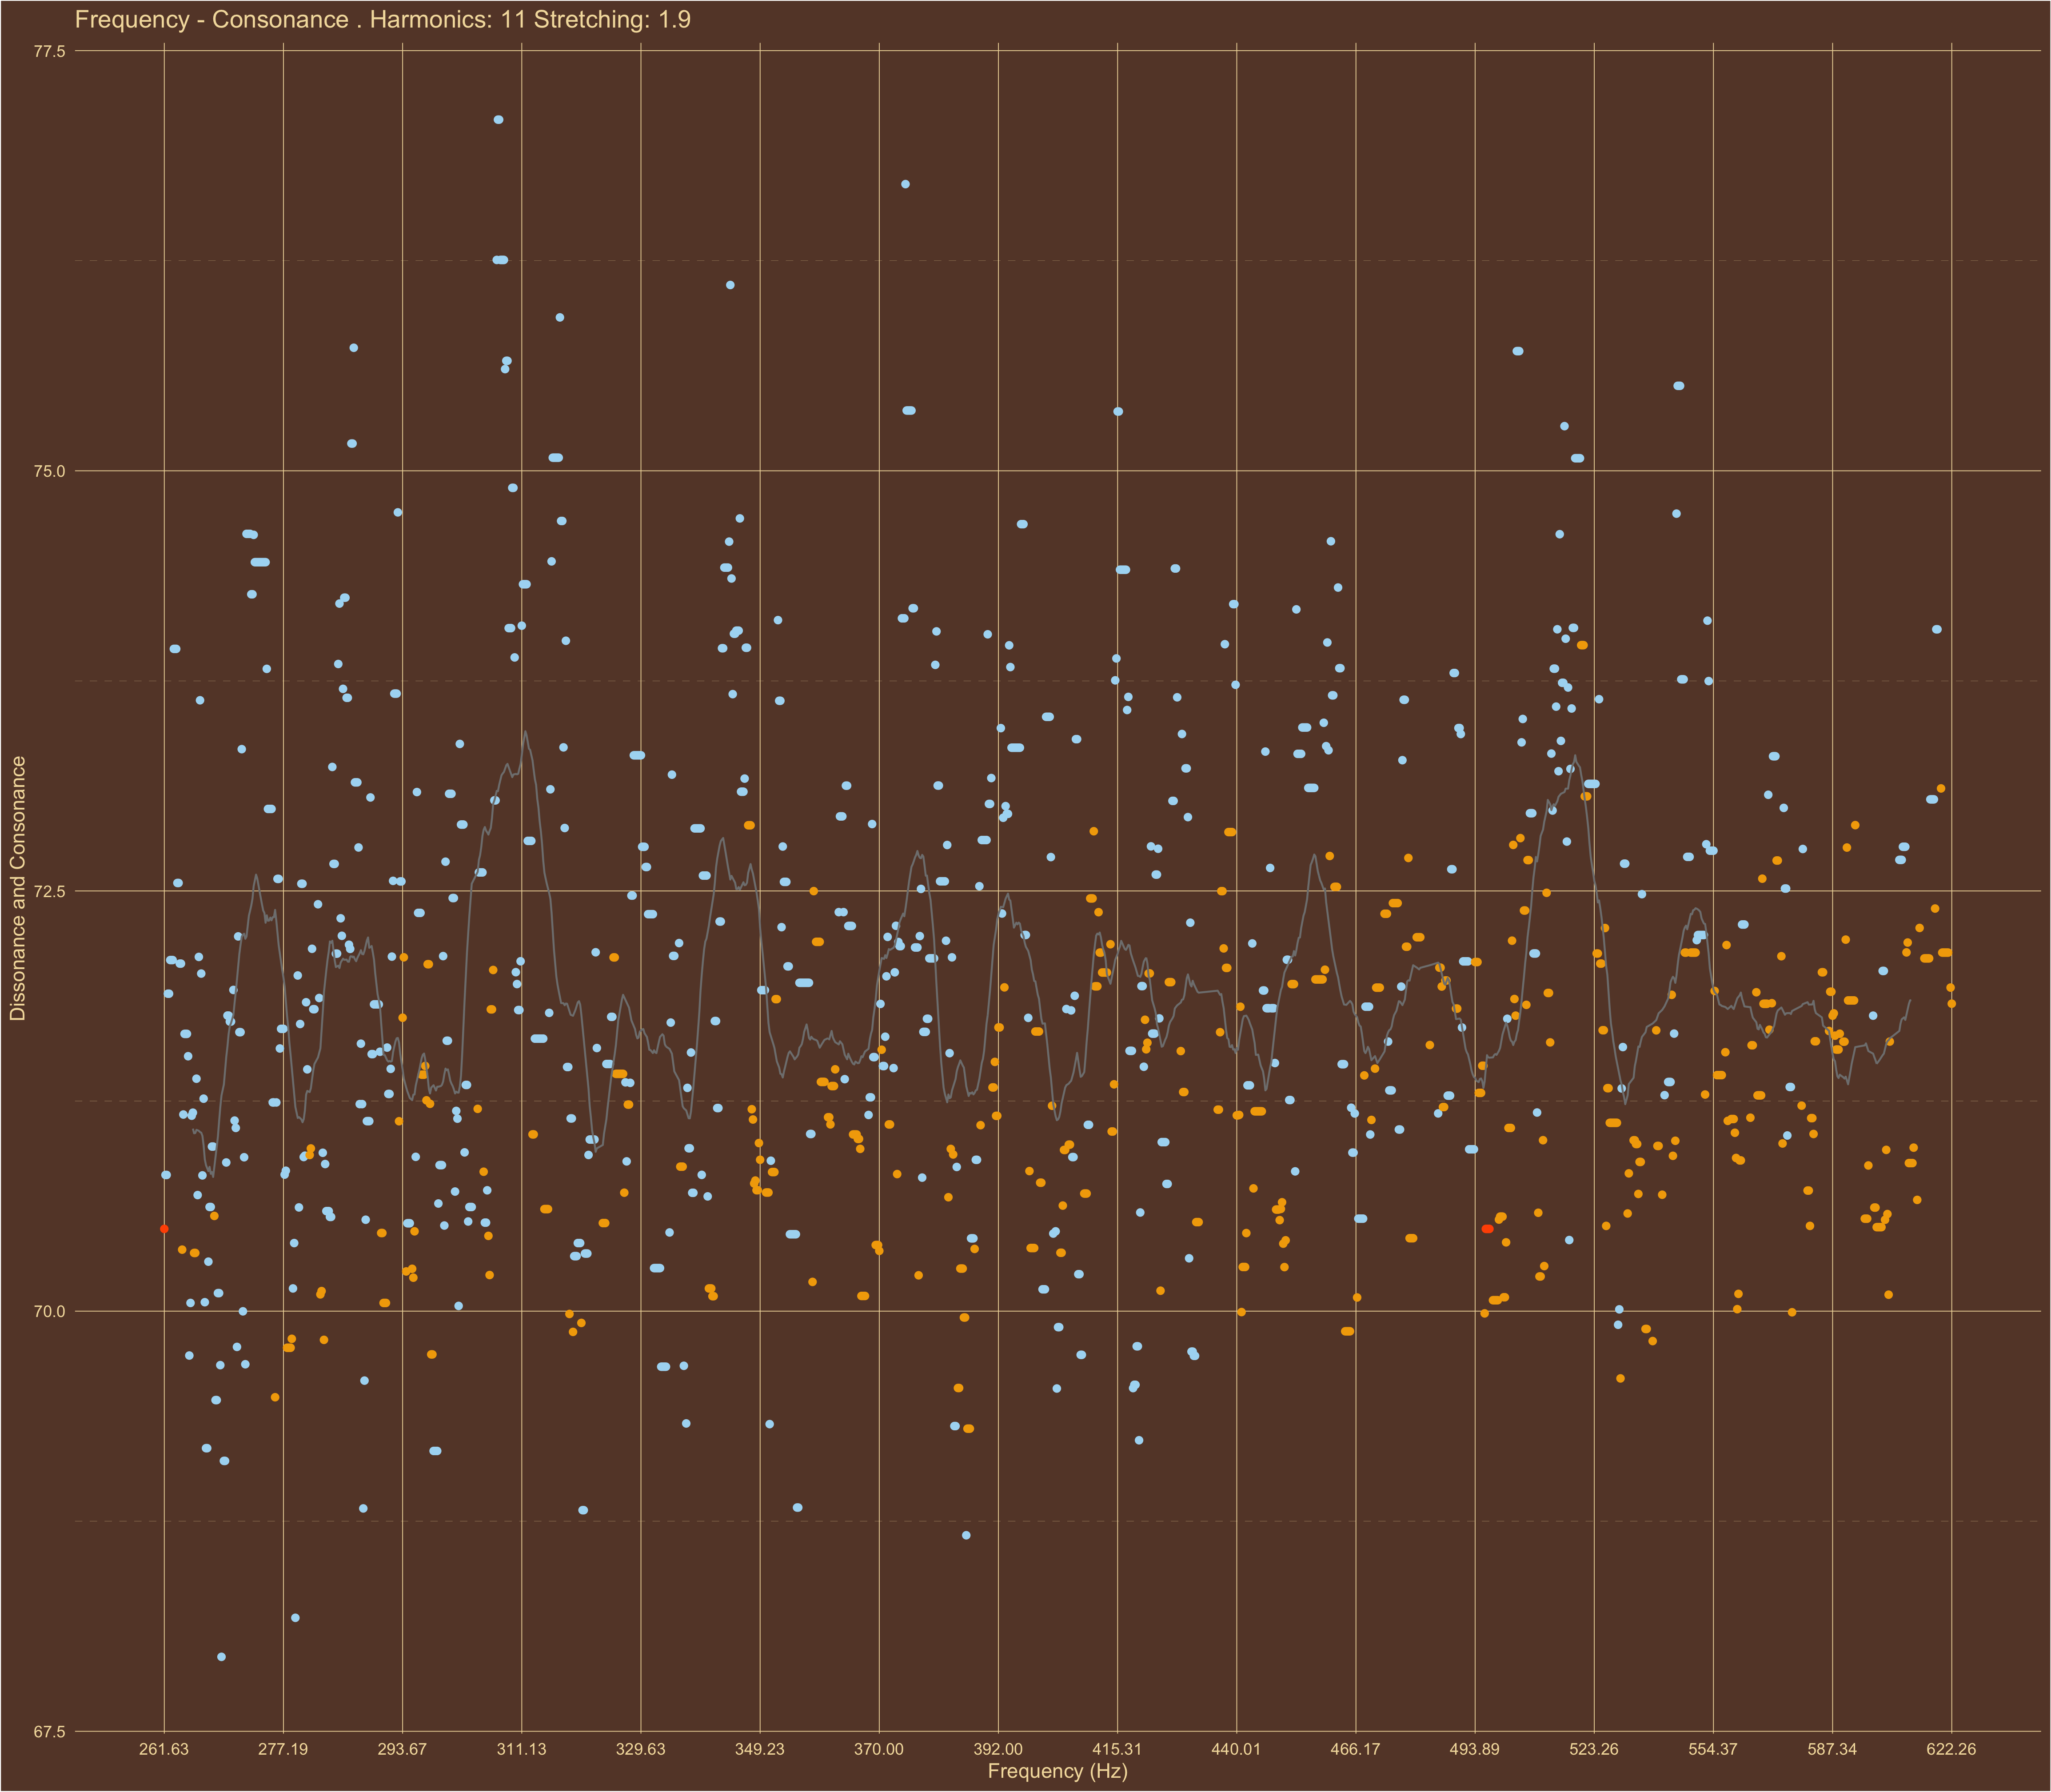 Frequency - Consonance . Harmonics: 11 Stretching: 1.9
77.5
75.0
72.5
70.0
67.5
Dissonance and Consonance
261.63 277.19 293.67 311.13 329.63 349.23 370.00 392.00 415.31 440.01 466.17 493.89 523.26 554.37 587.34 622.26
Frequency (Hz)